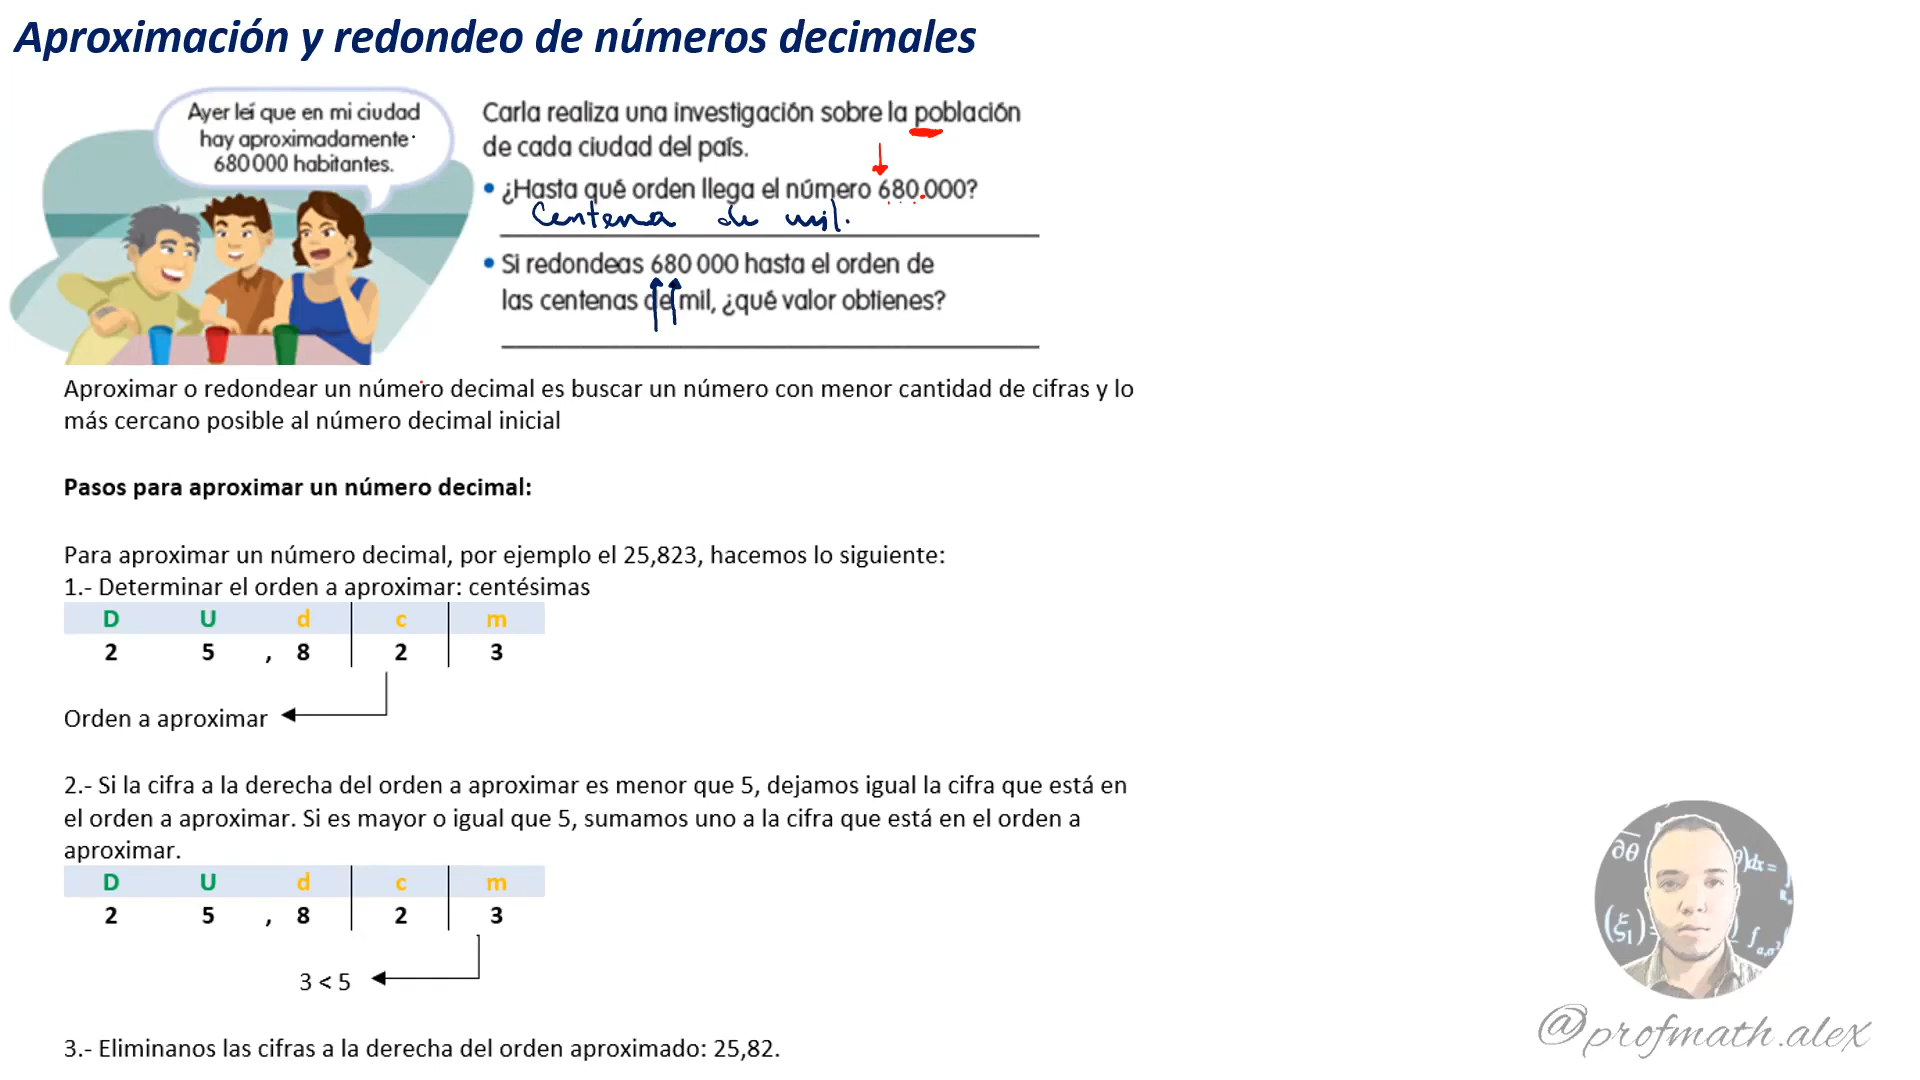 Aproximación y redondeo de números decimales
Ayer leí que en mi ciudad
hay aproximadamente
680 000 habitantes.
Carla realiza una investigación sobre la población
de cada ciudad del país.
• ¿Hasta qué orden llega el número 680.000?
Centena de mil.
• Si redondeas 680 000 hasta el orden de
las centenas de mil, ¿qué valor obtienes?
Aproximar o redondear un número decimal es buscar un número con menor cantidad de cifras y lo
más cercano posible al número decimal inicial
Pasos para aproximar un número decimal:
Para aproximar un número decimal, por ejemplo el 25,823, hacemos lo siguiente:
1.- Determinar el orden a aproximar: centésimas
D U d c m
2 5 , 8 2 3
Orden a aproximar
2.- Si la cifra a la derecha del orden a aproximar es menor que 5, dejamos igual la cifra que está en
el orden a aproximar. Si es mayor o igual que 5, sumamos uno a la cifra que está en el orden a
aproximar.
D U d c m
2 5 , 8 2 3
3 < 5
3.- Eliminanos las cifras a la derecha del orden aproximado: 25,82.
@profmath.alex